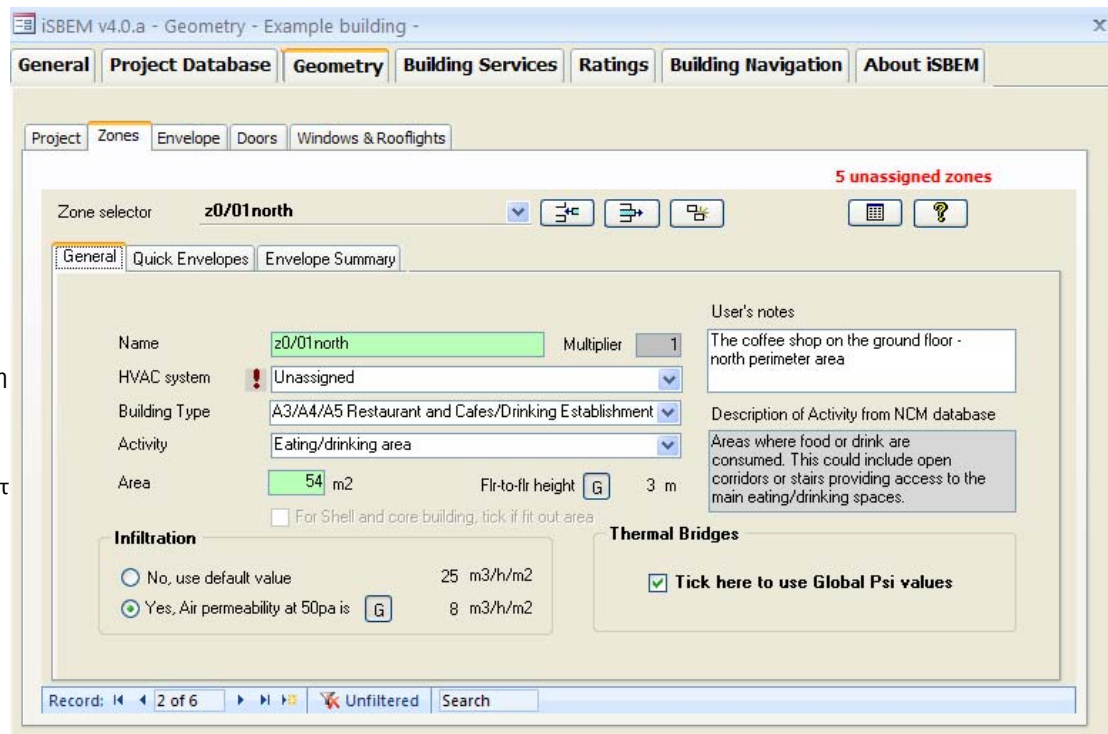 iSBEM v4.0.a - Geometry - Example building - x
General Project Database Geometry Building Services Ratings Building Navigation About iSBEM
Project Zones Envelope Doors Windows & Rooflights
5 unassigned zones
Zone selector z0/01north
General Quick Envelopes Envelope Summary
User's notes
Name z0/01north Multiplier 1
The coffee shop on the ground floor -
north perimeter area
HVAC system ! Unassigned
Building Type A3/A4/A5 Restaurant and Cafes/Drinking Establishment
Description of Activity from NCM database
Activity Eating/drinking area
Areas where food or drink are
consumed. This could include open
corridors or stairs providing access to the
main eating/drinking spaces.
Area 54 m2 Flr-to-flr height G 3 m
For Shell and core building, tick if fit out area
Infiltration
Thermal Bridges
No, use default value 25 m3/h/m2
Tick here to use Global Psi values
Yes, Air permeability at 50pa is G 8 m3/h/m2
Record: 2 of 6 Unfiltered Search